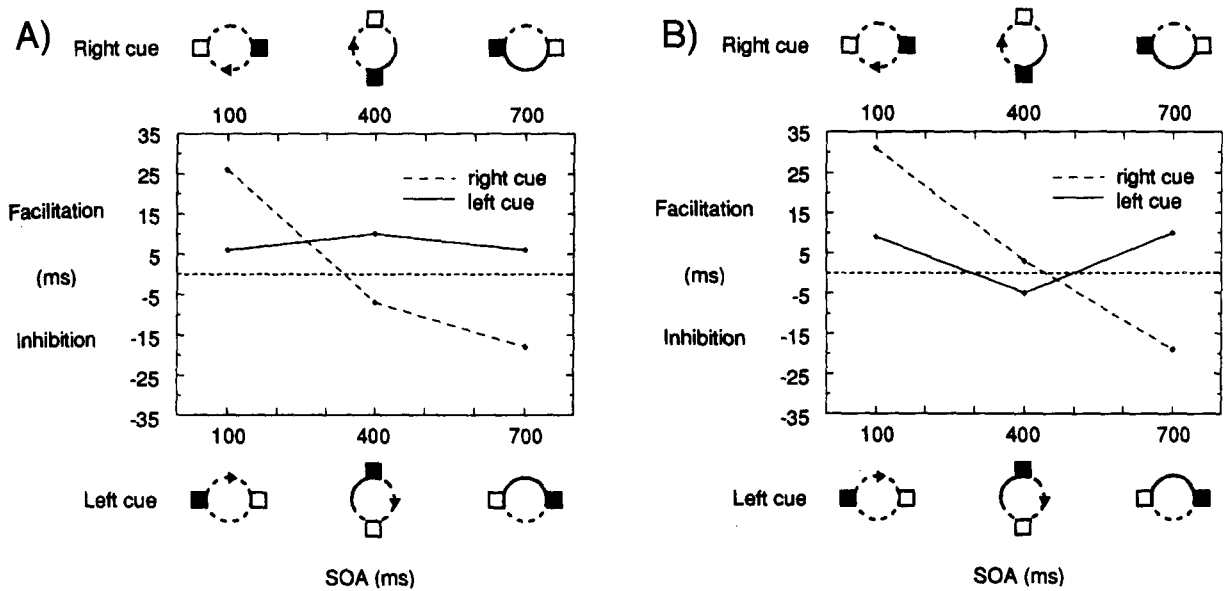 A)
Right cue
100 400 700
35
25
15
5
-5
-15
-25
-35
Facilitation
(ms)
Inhibition
right cue
left cue
100 400 700
Left cue
SOA (ms)
B)
Right cue
100 400 700
35
25
15
5
-5
-15
-25
-35
Facilitation
(ms)
Inhibition
right cue
left cue
100 400 700
Left cue
SOA (ms)